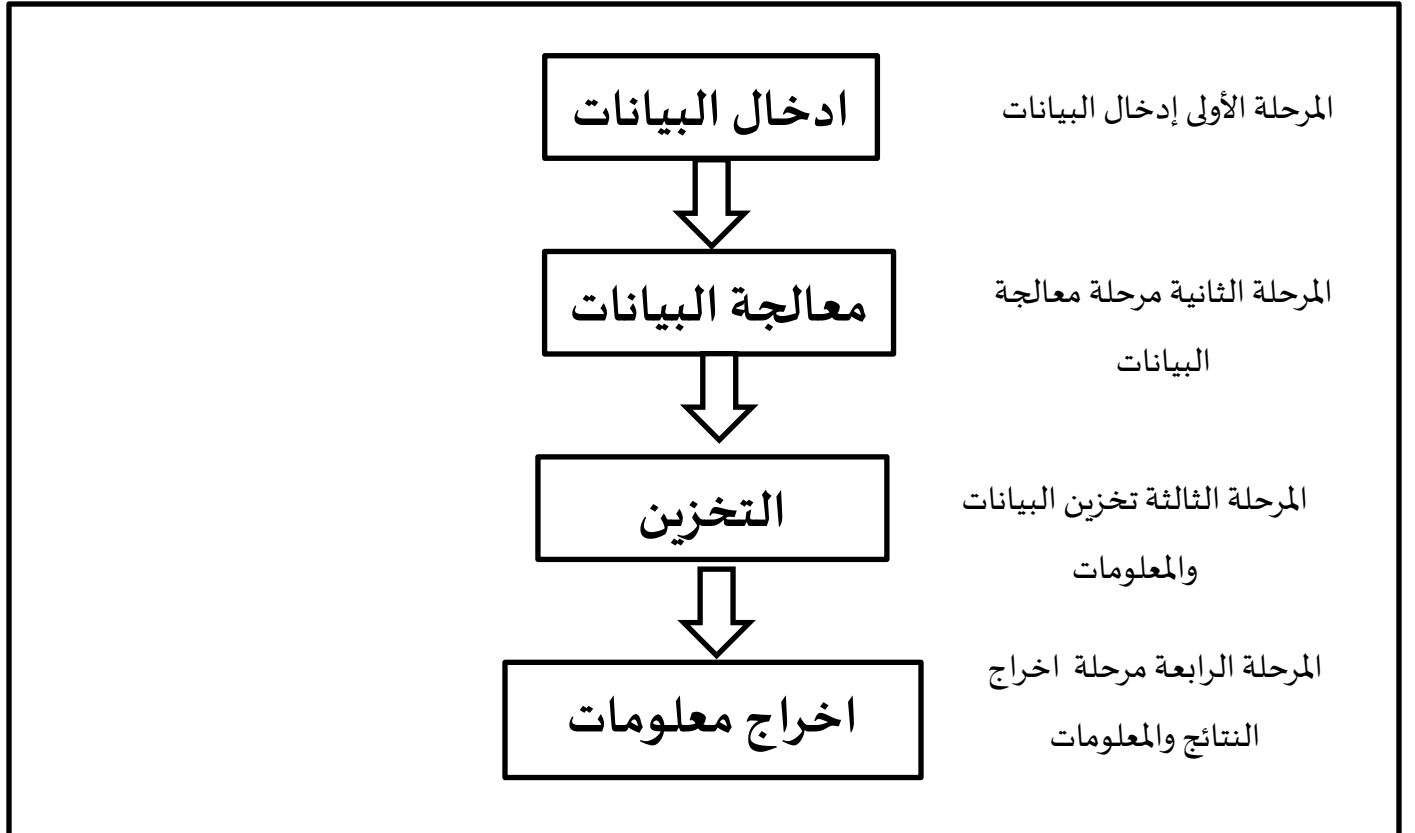 ادخال البيانات
المرحلة الأولى إدخال البيانات
معالجة البيانات
المرحلة الثانية مرحلة معالجة
البيانات
التخزين
المرحلة الثالثة تخزين البيانات
والمعلومات
اخراج معلومات
المرحلة الرابعة مرحلة اخراج
النتائج والمعلومات